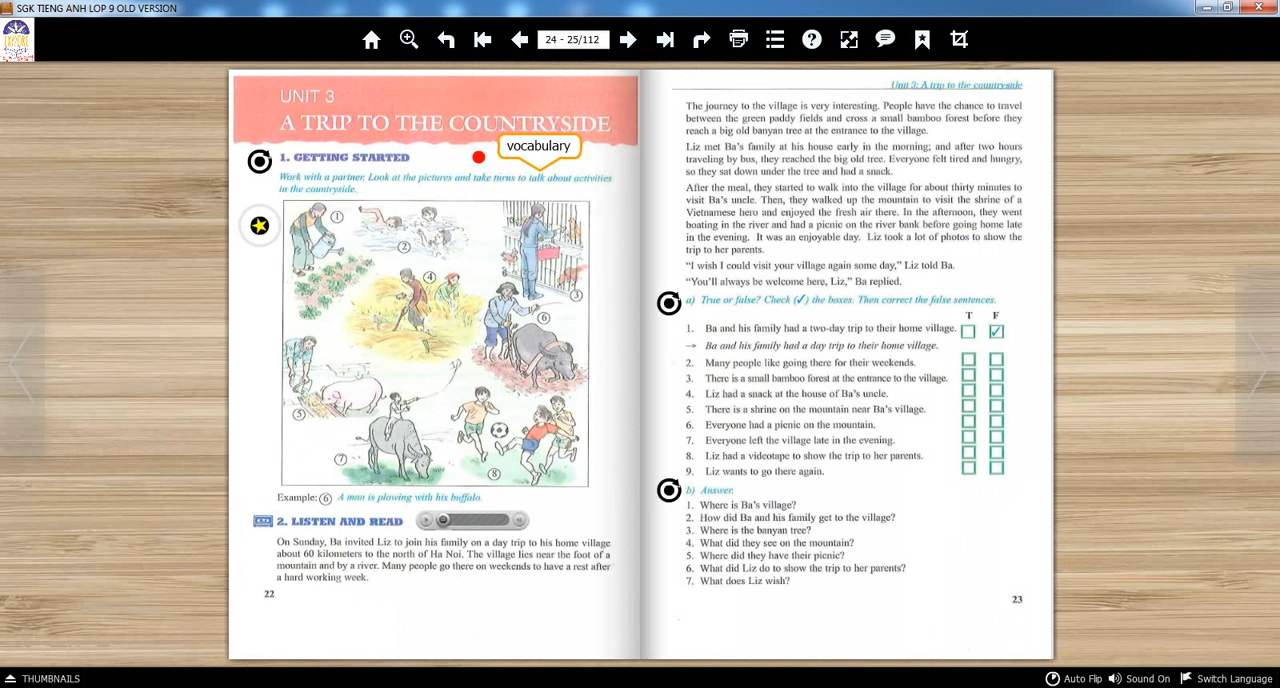 SGK TIENG ANH LOP 9 OLD VERSION
EXPLORE
24 - 25/112
UNIT 3
A TRIP TO THE COUNTRYSIDE
1. GETTING STARTED
vocabulary
Work with a partner. Look at the pictures and take turns to talk about activities
in the countryside.
1
2
3
4
5
6
7
8
Example: 6 A man is plowing with his buffalo.
2. LISTEN AND READ
On Sunday, Ba invited Liz to join his family on a day trip to his home village
about 60 kilometers to the north of Ha Noi. The village lies near the foot of a
mountain and by a river. Many people go there on weekends to have a rest after
a hard working week.
22
Unit 3: A trip to the countryside
The journey to the village is very interesting. People have the chance to travel
between the green paddy fields and cross a small bamboo forest before they
reach a big old banyan tree at the entrance to the village.
Liz met Ba's family at his house early in the morning; and after two hours
traveling by bus, they reached the big old tree. Everyone felt tired and hungry,
so they sat down under the tree and had a snack.
After the meal, they started to walk into the village for about thirty minutes to
visit Ba's uncle. Then, they walked up the mountain to visit the shrine of a
Vietnamese hero and enjoyed the fresh air there. In the afternoon, they went
boating in the river and had a picnic on the river bank before going home late
in the evening. It was an enjoyable day. Liz took a lot of photos to show the
trip to her parents.
“I wish I could visit your village again some day,” Liz told Ba.
“You'll always be welcome here, Liz,” Ba replied.
a) True or false? Check (✓) the boxes. Then correct the false sentences.
T F
1. Ba and his family had a two-day trip to their home village.
→ Ba and his family had a day trip to their home village.
2. Many people like going there for their weekends.
3. There is a small bamboo forest at the entrance to the village.
4. Liz had a snack at the house of Ba's uncle.
5. There is a shrine on the mountain near Ba's village.
6. Everyone had a picnic on the mountain.
7. Everyone left the village late in the evening.
8. Liz had a videotape to show the trip to her parents.
9. Liz wants to go there again.
b) Answer.
1. Where is Ba's village?
2. How did Ba and his family get to the village?
3. Where is the banyan tree?
4. What did they see on the mountain?
5. Where did they have their picnic?
6. What did Liz do to show the trip to her parents?
7. What does Liz wish?
23
THUMBNAILS
Auto Flip
Sound On
Switch Language